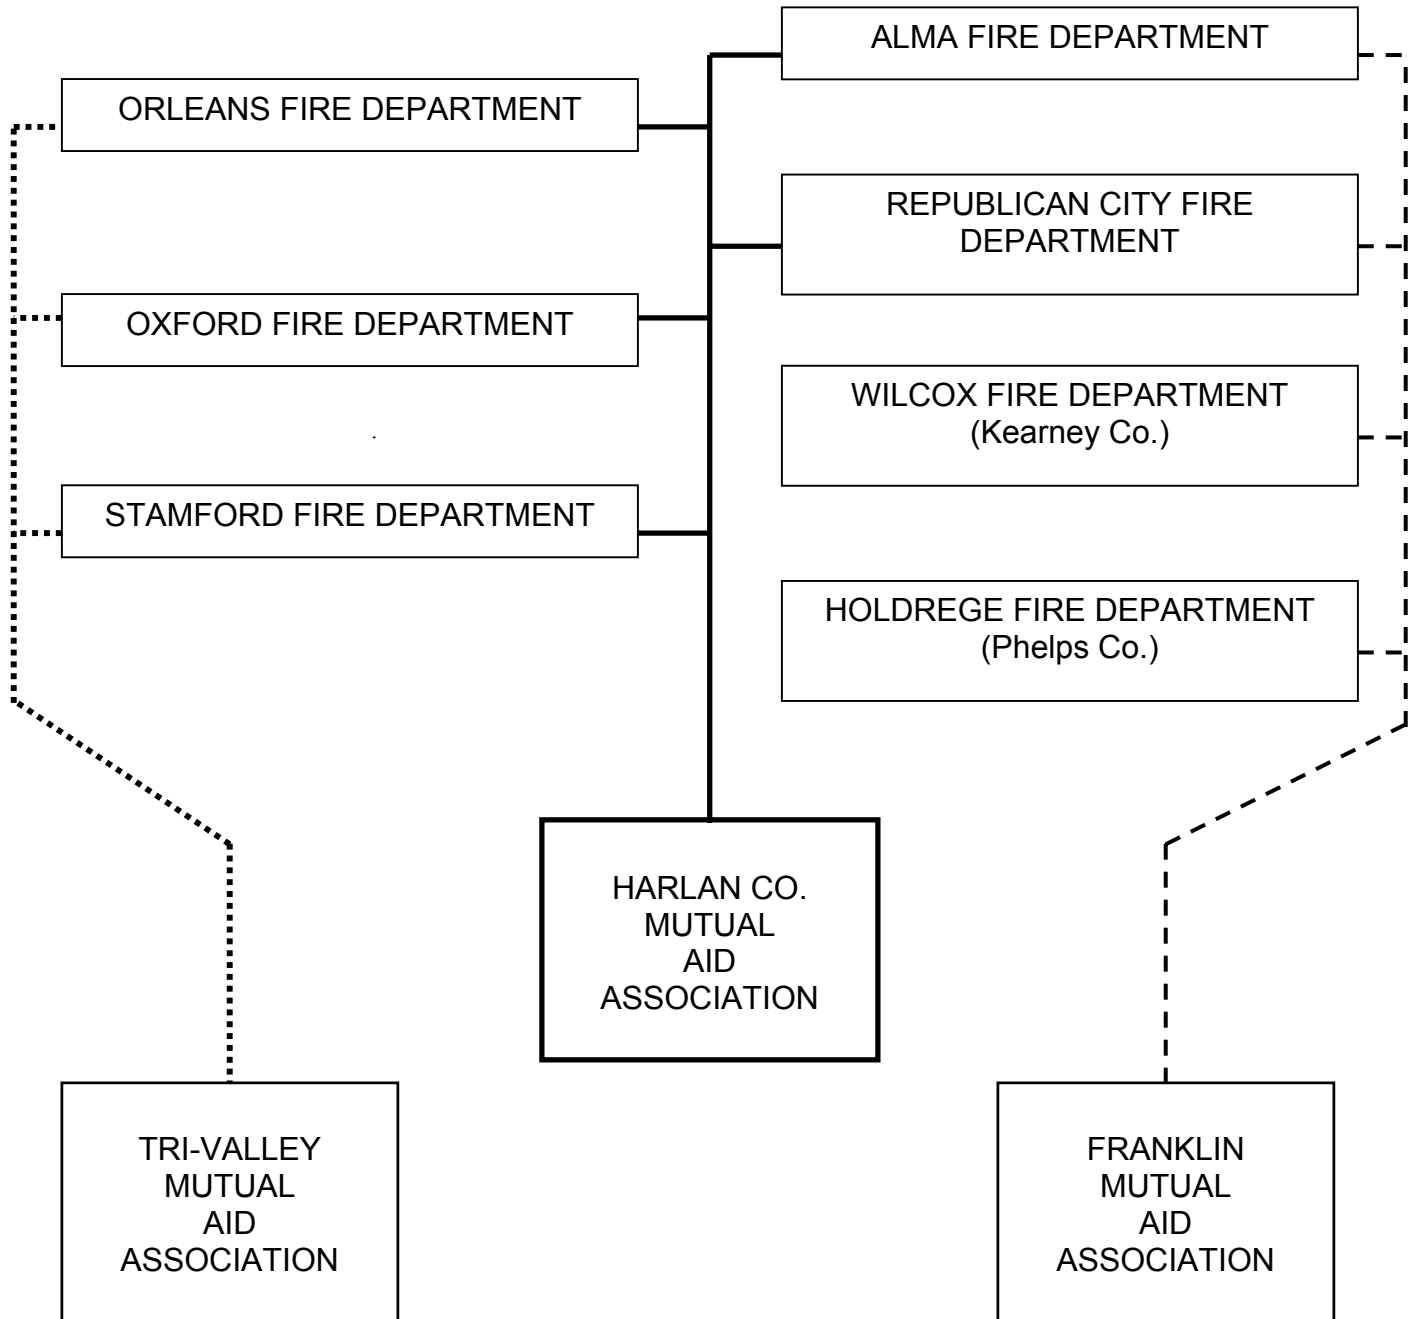 ALMA FIRE DEPARTMENT
ORLEANS FIRE DEPARTMENT
REPUBLICAN CITY FIRE
DEPARTMENT
OXFORD FIRE DEPARTMENT
WILCOX FIRE DEPARTMENT
(Kearney Co.)
STAMFORD FIRE DEPARTMENT
HOLDREGE FIRE DEPARTMENT
(Phelps Co.)
HARLAN CO.
MUTUAL
AID
ASSOCIATION
TRI-VALLEY
MUTUAL
AID
ASSOCIATION
FRANKLIN
MUTUAL
AID
ASSOCIATION